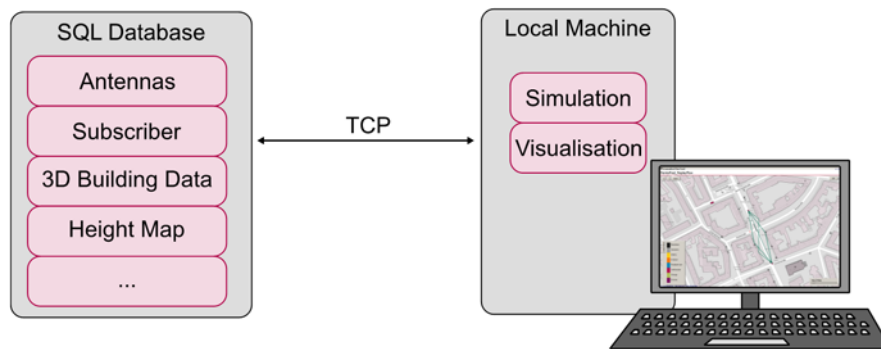 SQL Database
Antennas
Subscriber
3D Building Data
Height Map
...
TCP
Local Machine
Simulation
Visualisation